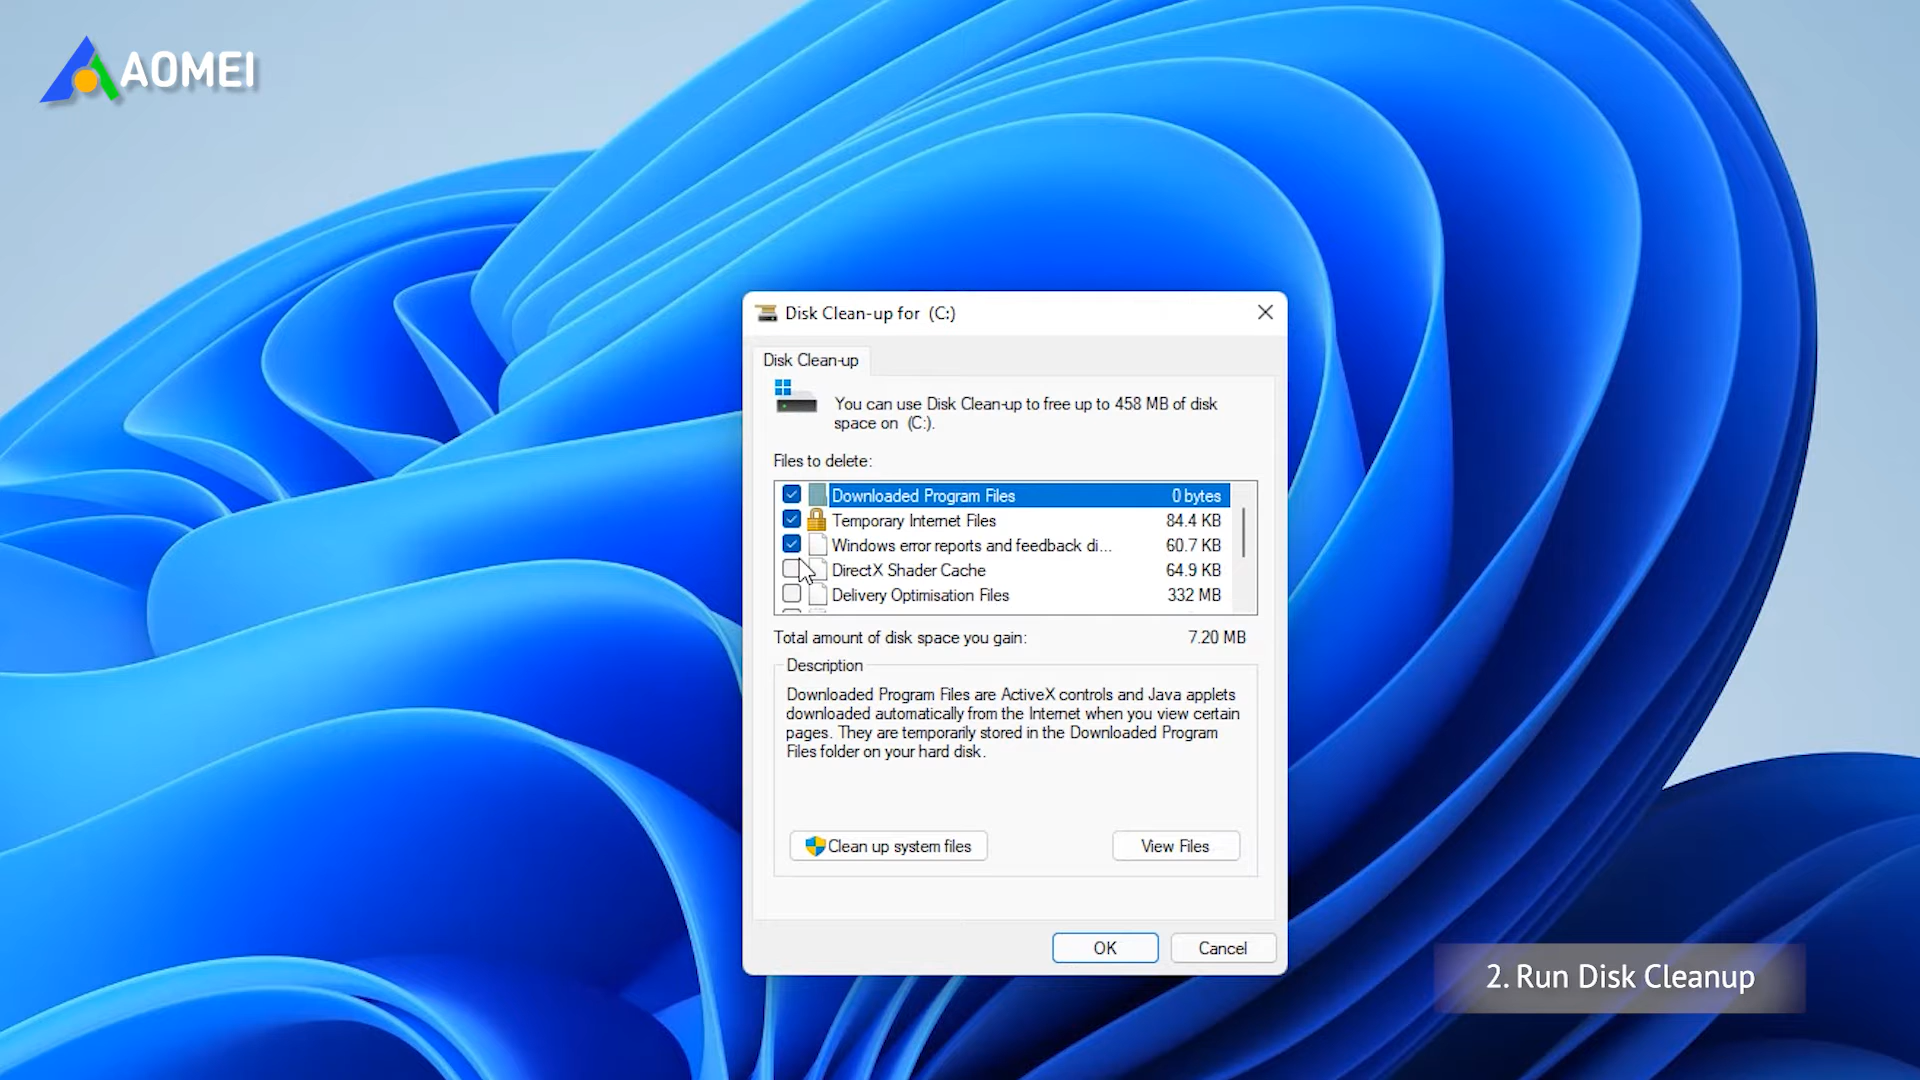 AOMEI
Disk Clean-up for (C:)
Disk Clean-up
You can use Disk Clean-up to free up to 458 MB of disk
space on (C:).
Files to delete:
Downloaded Program Files 0 bytes
Temporary Internet Files 84.4 KB
Windows error reports and feedback di... 60.7 KB
DirectX Shader Cache 64.9 KB
Delivery Optimisation Files 332 MB
Total amount of disk space you gain: 7.20 MB
Description
Downloaded Program Files are ActiveX controls and Java applets
downloaded automatically from the Internet when you view certain
pages. They are temporarily stored in the Downloaded Program
Files folder on your hard disk.
Clean up system files View Files
OK Cancel
2. Run Disk Cleanup